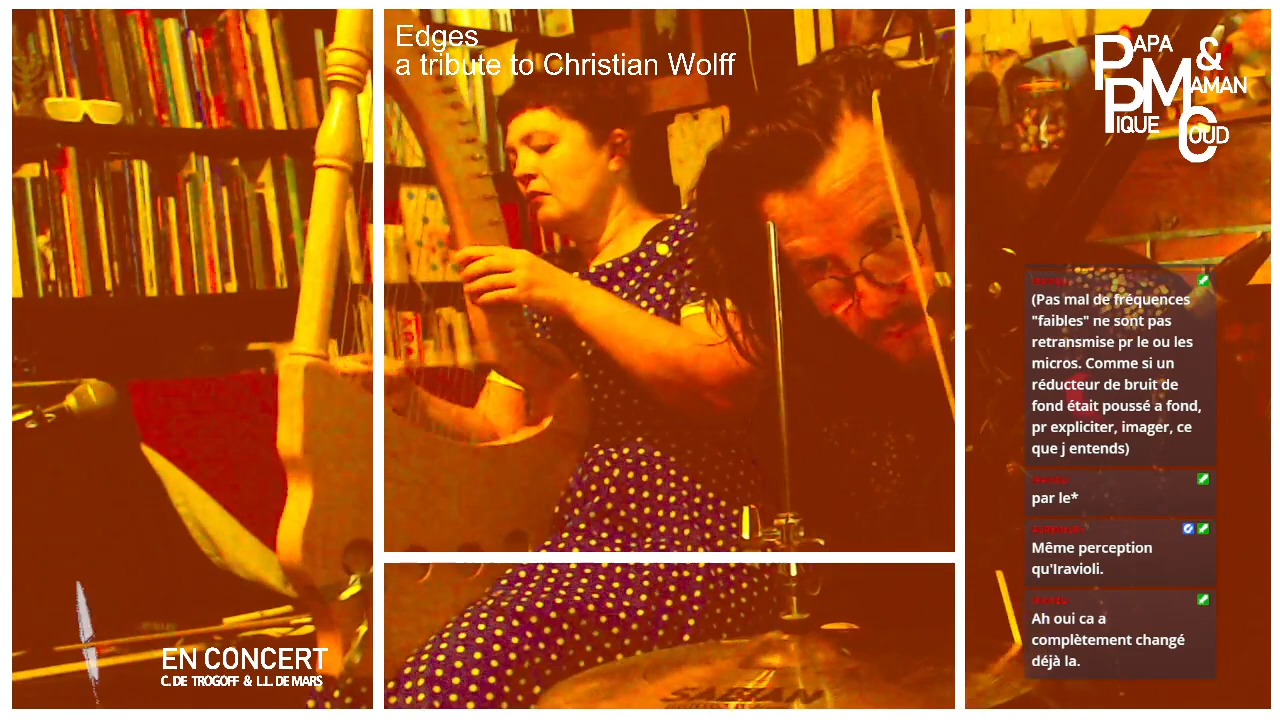 Edges
a tribute to Christian Wolff
PAPA
&
MAMAN
PIQUE
COUD
(Pas mal de fréquences
"faibles" ne sont pas
retransmise pr le ou les
micros. Comme si un
réducteur de bruit de
fond était poussé a fond,
pr expliciter, imager, ce
que j entends)
par le*
Même perception
qu'Iravioli.
Ah oui ca a
complètement changé
déjà la.
EN CONCERT
C. DE TROGOFF & L.L. DE MARS
SABIAN